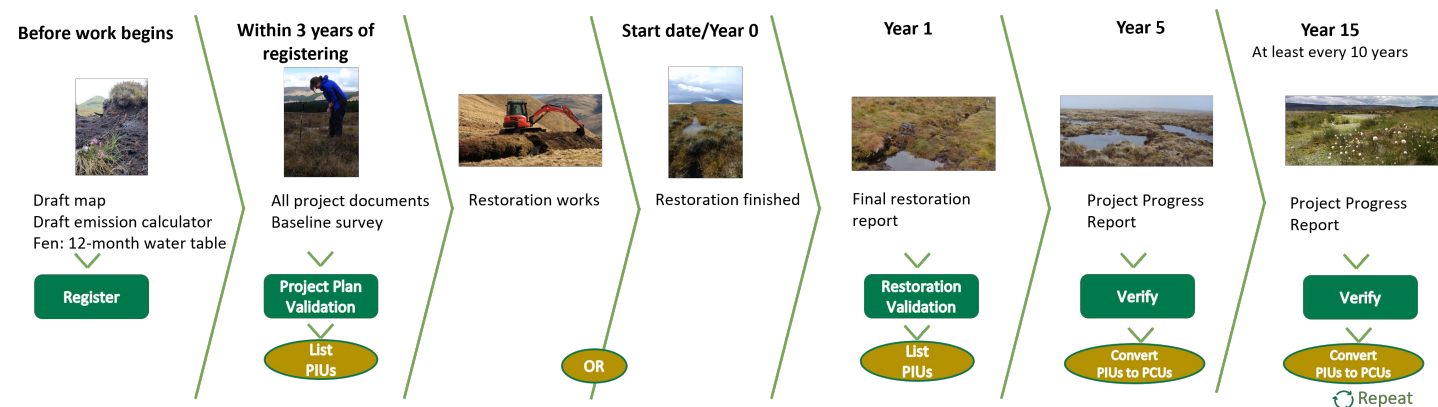 Before work begins
Draft map
Draft emission calculator
Fen: 12-month water table
Register
Within 3 years of
registering
All project documents
Baseline survey
Project Plan
Validation
List
PIUs
Restoration works
OR
Start date/Year 0
Restoration finished
Year 1
Final restoration
report
Restoration
Validation
List
PIUs
Year 5
Project Progress
Report
Verify
Convert
PIUs to PCUs
Year 15
At least every 10 years
Project Progress
Report
Verify
Convert
PIUs to PCUs
Repeat